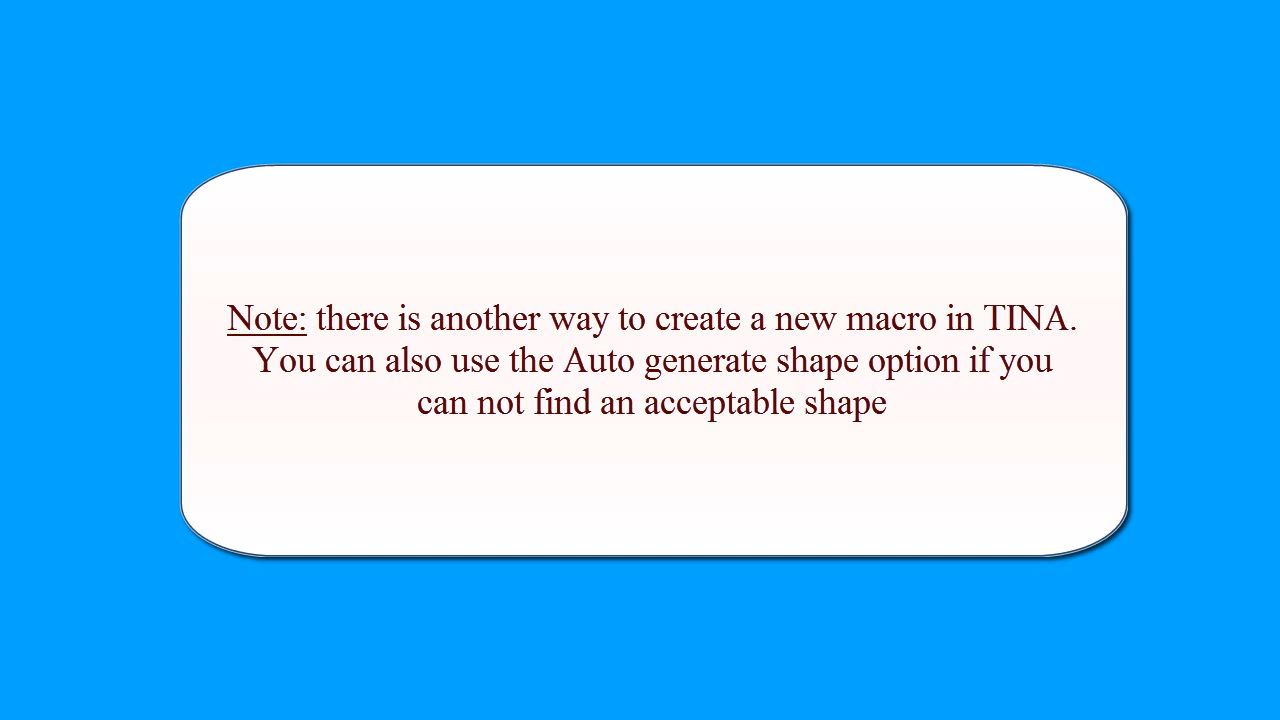 Note: there is another way to create a new macro in TINA.
You can also use the Auto generate shape option if you
can not find an acceptable shape